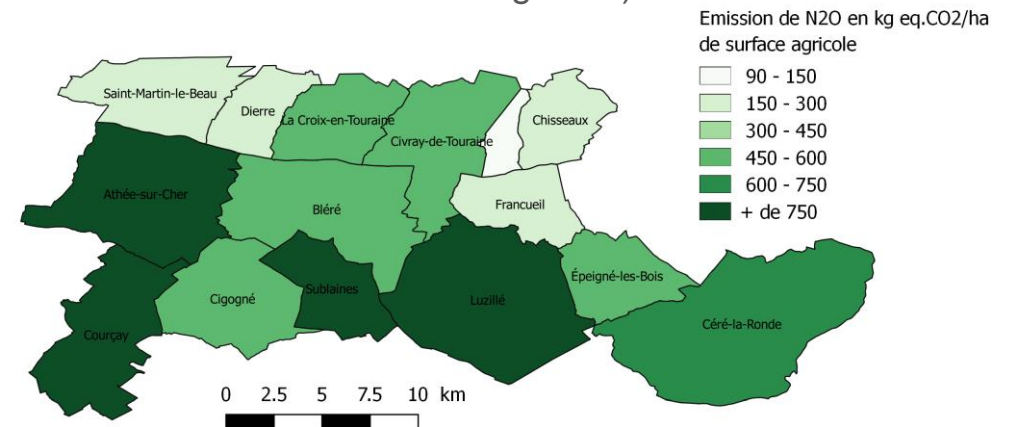 Emission de N2O en kg eq.CO2/ha
de surface agricole
90 - 150
150 - 300
300 - 450
450 - 600
600 - 750
+ de 750
Saint-Martin-le-Beau
Dierre
La Croix-en-Touraine
Civray-de-Touraine
Chisseaux
Athée-sur-Cher
Bléré
Francueil
Épeigné-les-Bois
Cigogné
Sublaines
Luzillé
Céré-la-Ronde
Courçay
0 2.5 5 7.5 10 km